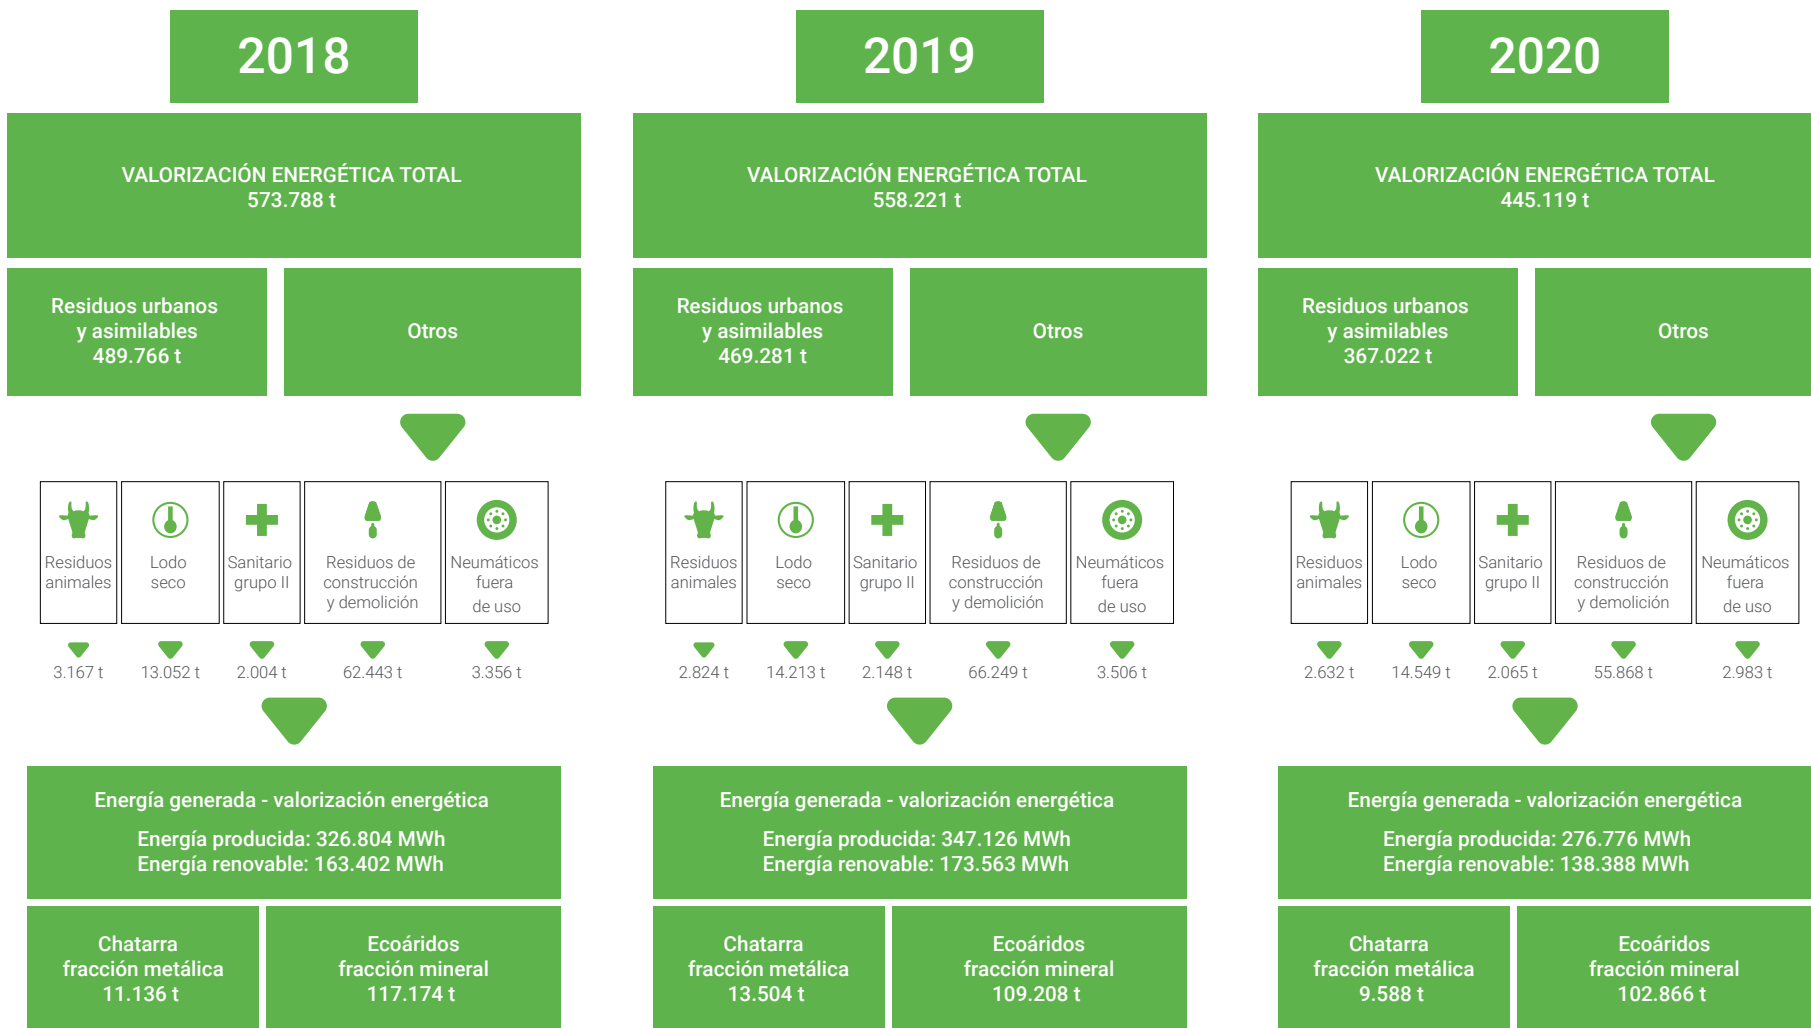 2018
VALORIZACIÓN ENERGÉTICA TOTAL
573.788 t
Residuos urbanos
y asimilables
489.766 t
Otros
Residuos
animales
Lodo
seco
Sanitario
grupo II
Residuos de
construcción
y demolición
Neumáticos
fuera
de uso
3.167 t
13.052 t
2.004 t
62.443 t
3.356 t
Energía generada - valorización energética
Energía producida: 326.804 MWh
Energía renovable: 163.402 MWh
Chatarra
fracción metálica
11.136 t
Ecoáridos
fracción mineral
117.174 t
2019
VALORIZACIÓN ENERGÉTICA TOTAL
558.221 t
Residuos urbanos
y asimilables
469.281 t
Otros
Residuos
animales
Lodo
seco
Sanitario
grupo II
Residuos de
construcción
y demolición
Neumáticos
fuera
de uso
2.824 t
14.213 t
2.148 t
66.249 t
3.506 t
Energía generada - valorización energética
Energía producida: 347.126 MWh
Energía renovable: 173.563 MWh
Chatarra
fracción metálica
13.504 t
Ecoáridos
fracción mineral
109.208 t
2020
VALORIZACIÓN ENERGÉTICA TOTAL
445.119 t
Residuos urbanos
y asimilables
367.022 t
Otros
Residuos
animales
Lodo
seco
Sanitario
grupo II
Residuos de
construcción
y demolición
Neumáticos
fuera
de uso
2.632 t
14.549 t
2.065 t
55.868 t
2.983 t
Energía generada - valorización energética
Energía producida: 276.776 MWh
Energía renovable: 138.388 MWh
Chatarra
fracción metálica
9.588 t
Ecoáridos
fracción mineral
102.866 t